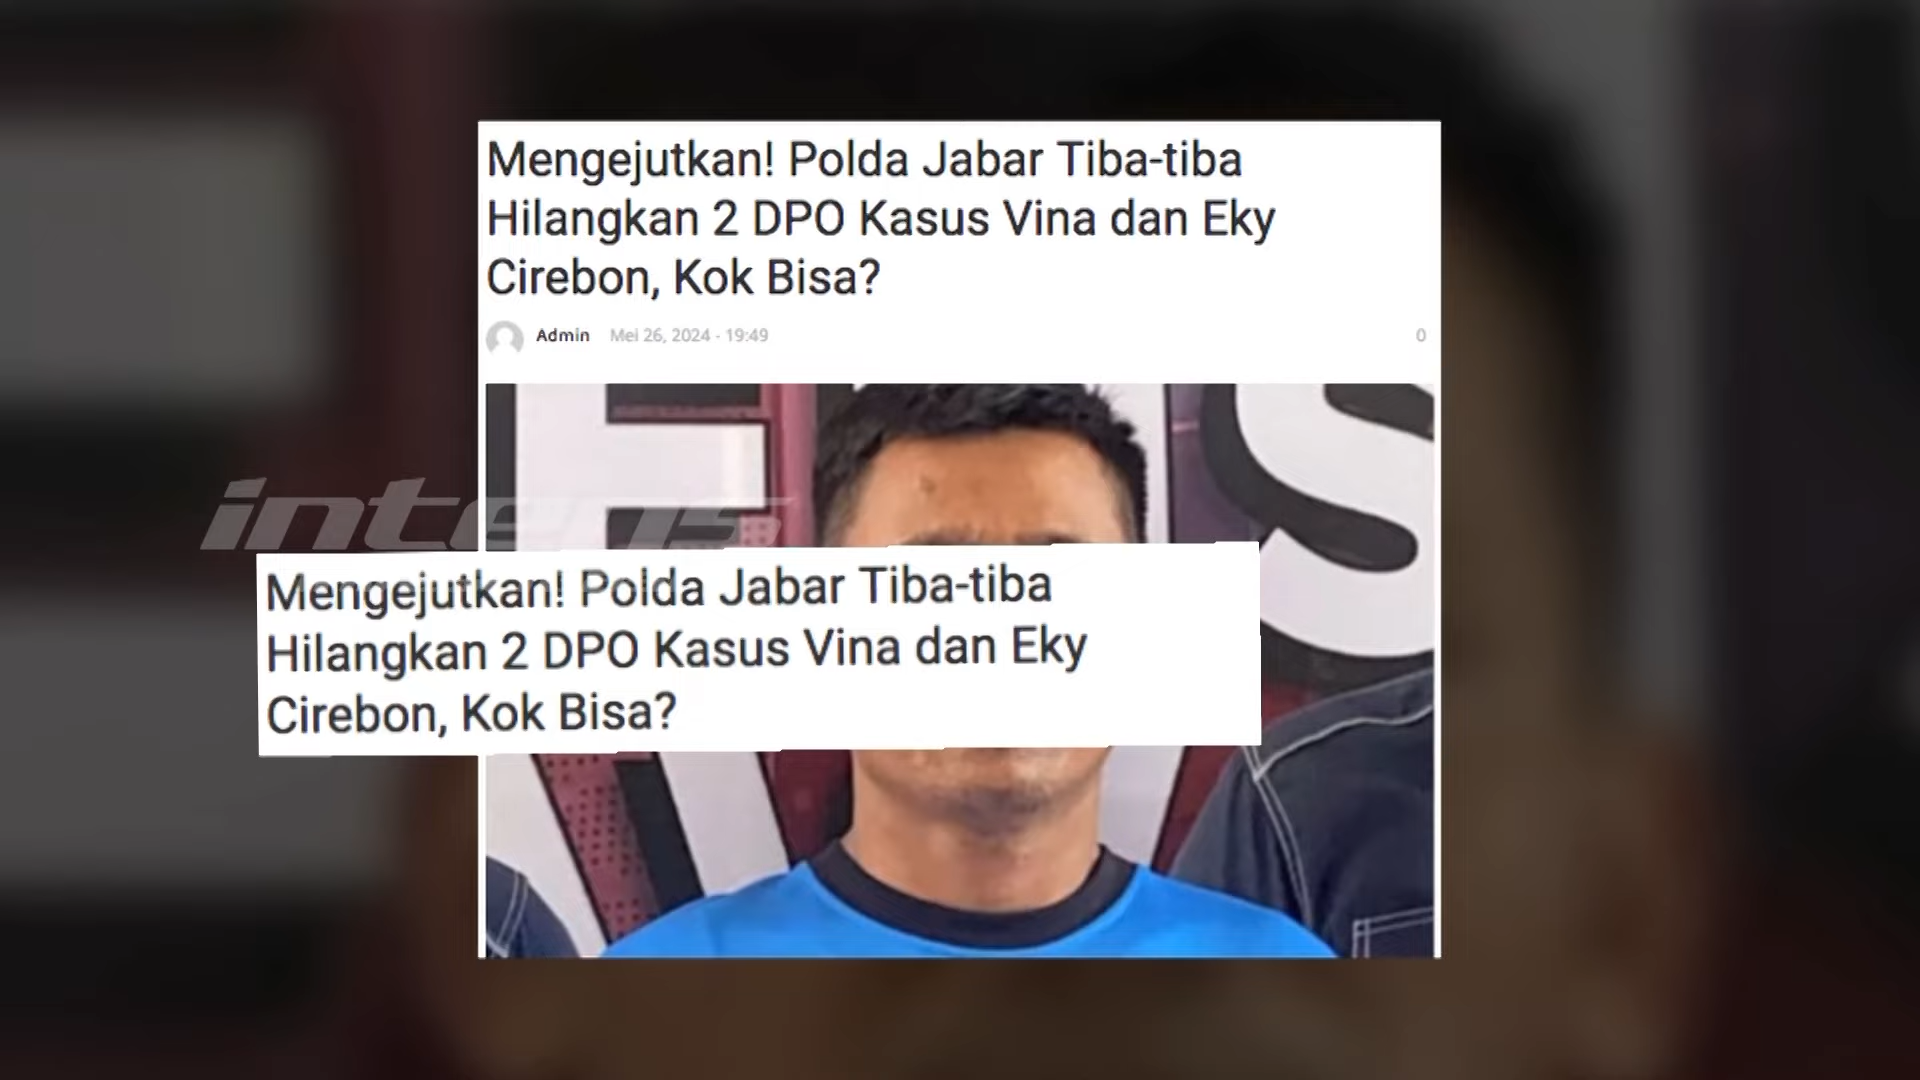 Mengejutkan! Polda Jabar Tiba-tiba
Hilangkan 2 DPO Kasus Vina dan Eky
Cirebon, Kok Bisa?
Admin Mei 26, 2024 - 19:49 0
intens
Mengejutkan! Polda Jabar Tiba-tiba
Hilangkan 2 DPO Kasus Vina dan Eky
Cirebon, Kok Bisa?